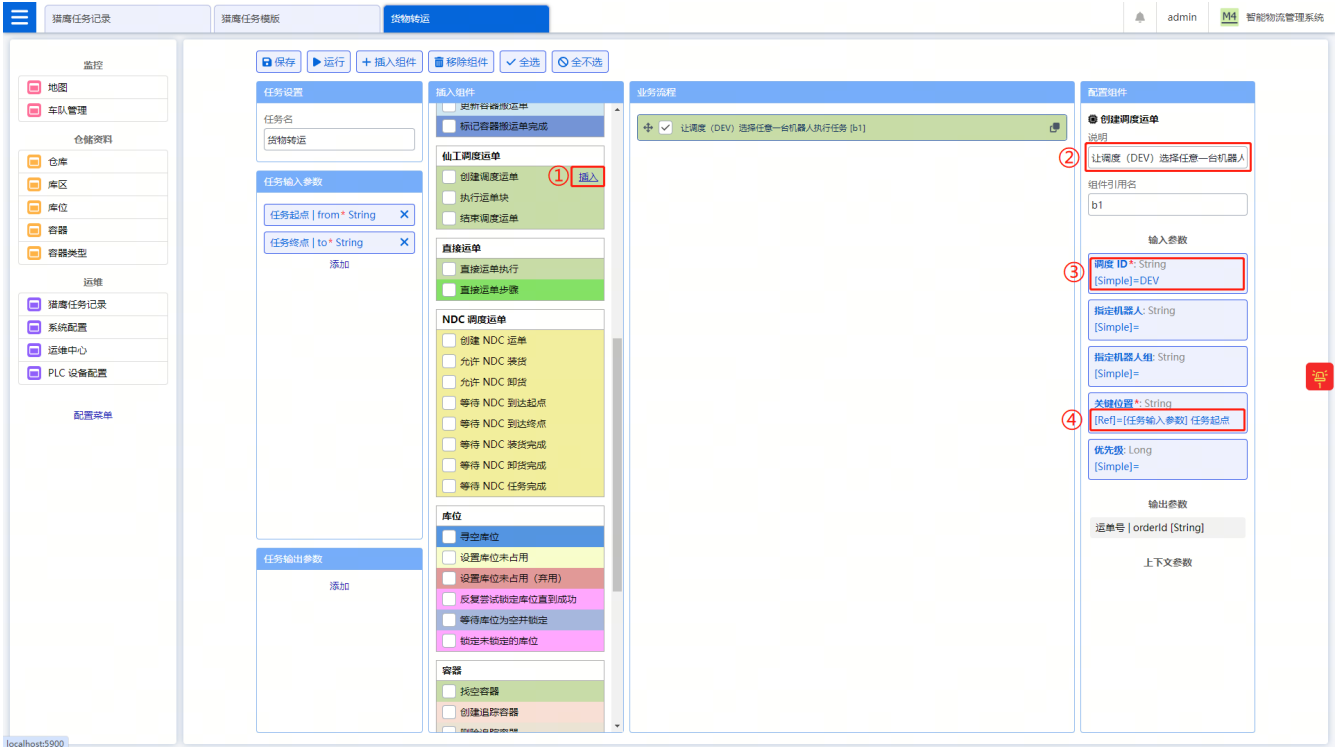 猎鹰任务记录
猎鹰任务模版
货物转运
admin
M4 智能物流管理系统
监控
地图
车队管理
仓储资料
仓库
库区
库位
容器
容器类型
运维
猎鹰任务记录
系统配置
运维中心
PLC 设备配置
配置菜单
保存
运行
插入组件
移除组件
全选
全不选
任务设置
任务名
货物转运
任务输入参数
任务起点 | from* String
任务终点 | to* String
添加
任务输出参数
添加
插入组件
更新容器搬运单
标记容器搬运单完成
仙工调度运单
创建调度运单
① 插入
执行运单块
结束调度运单
直接运单
直接运单执行
直接运单步骤
NDC 调度运单
创建 NDC 运单
允许 NDC 装货
允许 NDC 卸货
等待 NDC 到达起点
等待 NDC 到达终点
等待 NDC 装货完成
等待 NDC 卸货完成
等待 NDC 任务完成
库位
寻空库位
设置库位未占用
设置库位未占用（弃用）
反复尝试锁定库位直到成功
等待库位为空并锁定
锁定未锁定的库位
容器
找空容器
创建追踪容器
删除追踪容器
业务流程
让调度（DEV）选择任意一台机器人执行任务 [b1]
配置组件
创建调度运单
说明
② 让调度（DEV）选择任意一台机器人
组件引用名
b1
输入参数
③ 调度 ID*: String
[Simple]=DEV
指定机器人: String
[Simple]=
指定机器人组: String
[Simple]=
关键位置*: String
④ [Ref]=[任务输入参数] 任务起点
优先级: Long
[Simple]=
输出参数
运单号 | orderId [String]
上下文参数
localhost:5900